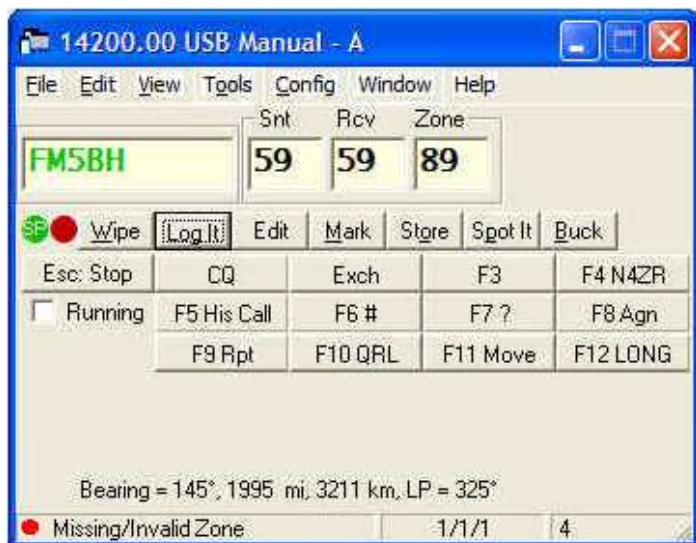 14200.00 USB Manual - A
File Edit View Tools Config Window Help
Snt Rcv Zone
FM5BH 59 59 89
SP Wipe Log It Edit Mark Store Spot It Buck
Esc: Stop CQ Exch F3 F4 N4ZR
Running F5 His Call F6 # F7 ? F8 Agn
F9 Rpt F10 QRL F11 Move F12 LONG
Bearing = 145°, 1995 mi, 3211 km, LP = 325°
Missing/Invalid Zone 1/1/1 4